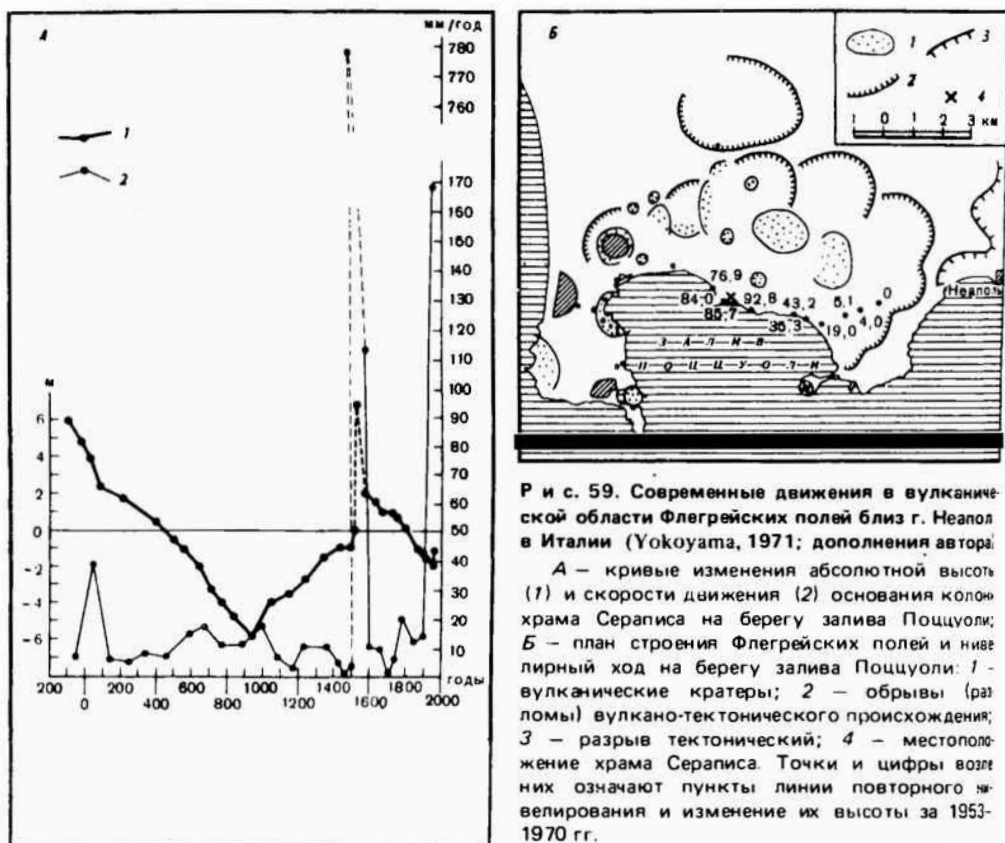 А
мм/год
780
770
760
1
2
170
160
150
140
130
120
110
100
90
80
70
60
50
40
30
20
10
м
6
4
2
0
-2
-4
-6
годы
200 0 200 400 600 800 1000 1200 1400 1600 1800 2000
Б
1 3
2 4
1 0 1 2 3 км
Неаполь
76,9
84,0 92,8 43,2 5,1 0
85,7 35,3 19,0 4,0
ЗАЛИВ
ПОЦЦУОЛИ
Рис. 59. Современные движения в вулканиче-
ской области Флегрейских полей близ г. Неапол
в Италии (Yokoyama, 1971; дополнения автора
А — кривые изменения абсолютной высоты
(1) и скорости движения (2) основания колон
храма Сераписа на берегу залива Поццуоли;
Б — план строения Флегрейских полей и ниве
лирный ход на берегу залива Поццуоли: 1 -
вулканические кратеры; 2 — обрывы (раз
ломы) вулкано-тектонического происхождения;
3 — разрыв тектонический; 4 — местополо-
жение храма Сераписа. Точки и цифры возле
них означают пункты линии повторного ни-
велирования и изменение их высоты за 1953-
1970 гг.